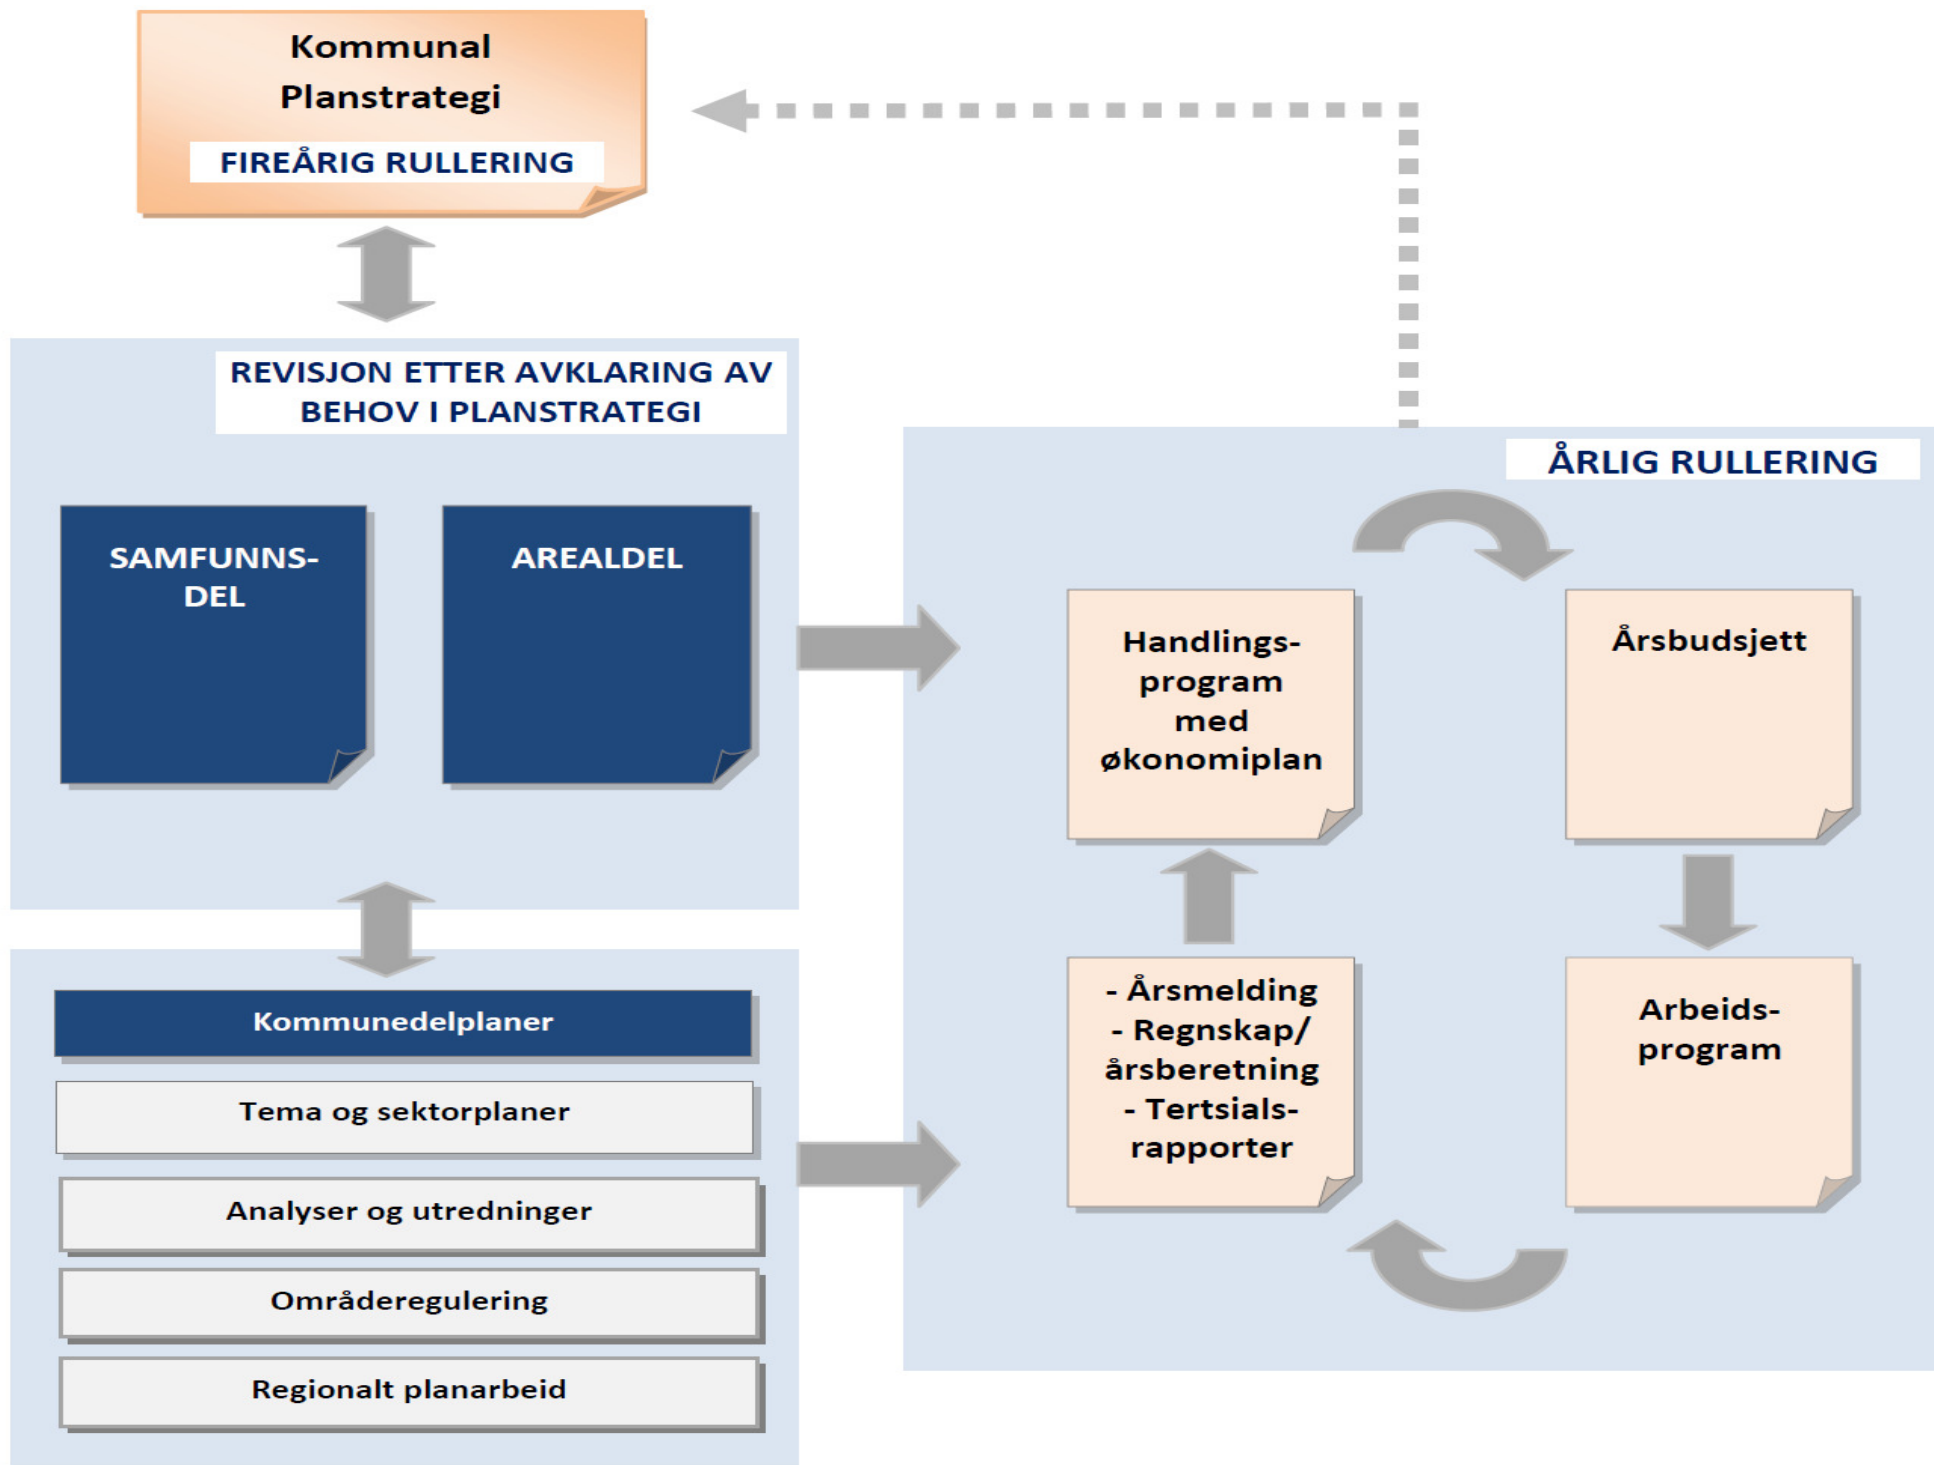 Kommunal
Planstrategi
FIREÅRIG RULLERING
REVISJON ETTER AVKLARING AV
BEHOV I PLANSTRATEGI
SAMFUNNS-
DEL
AREALDEL
Kommunedelplaner
Tema og sektorplaner
Analyser og utredninger
Områderegulering
Regionalt planarbeid
ÅRLIG RULLERING
Handlings-
program
med
økonomiplan
Årsbudsjett
- Årsmelding
- Regnskap/
årsberetning
- Tertsials-
rapporter
Arbeids-
program